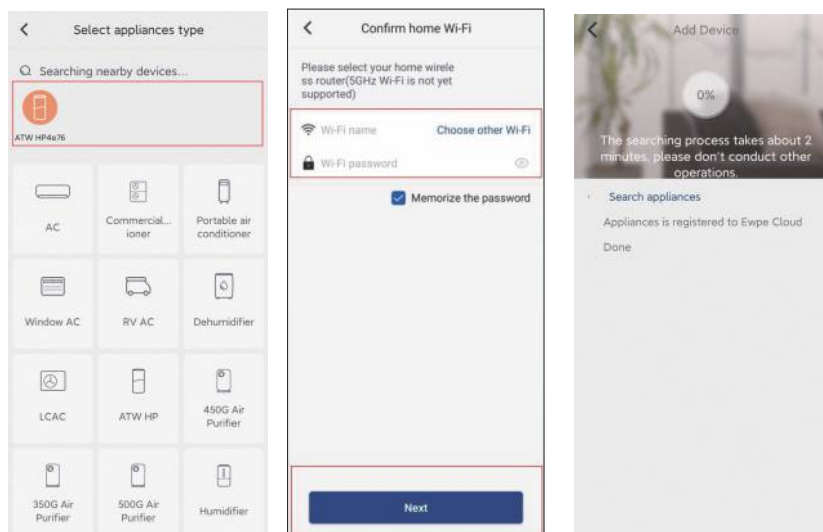 Select appliances type
Searching nearby devices...
ATW HP4e76
AC
Commercial...
ioner
Portable air
conditioner
Window AC
RV AC
Dehumidifier
LCAC
ATW HP
450G Air
Purifier
350G Air
Purifier
500G Air
Purifier
Humidifier
Confirm home Wi-Fi
Please select your home wirele
ss router(5GHz Wi-Fi is not yet
supported)
Wi-Fi name Choose other Wi-Fi
Wi-Fi password
Memorize the password
Next
Add Device
0%
The searching process takes about 2
minutes, please don't conduct other
operations.
Search appliances
Appliances is registered to Ewpe Cloud
Done